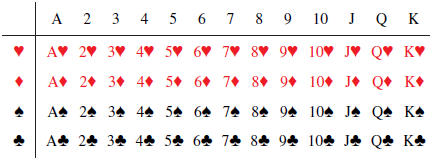 A 2 3 4 5 6 7 8 9 10 J Q K
♥ A♥ 2♥ 3♥ 4♥ 5♥ 6♥ 7♥ 8♥ 9♥ 10♥ J♥ Q♥ K♥
♦ A♦ 2♦ 3♦ 4♦ 5♦ 6♦ 7♦ 8♦ 9♦ 10♦ J♦ Q♦ K♦
♠ A♠ 2♠ 3♠ 4♠ 5♠ 6♠ 7♠ 8♠ 9♠ 10♠ J♠ Q♠ K♠
♣ A♣ 2♣ 3♣ 4♣ 5♣ 6♣ 7♣ 8♣ 9♣ 10♣ J♣ Q♣ K♣